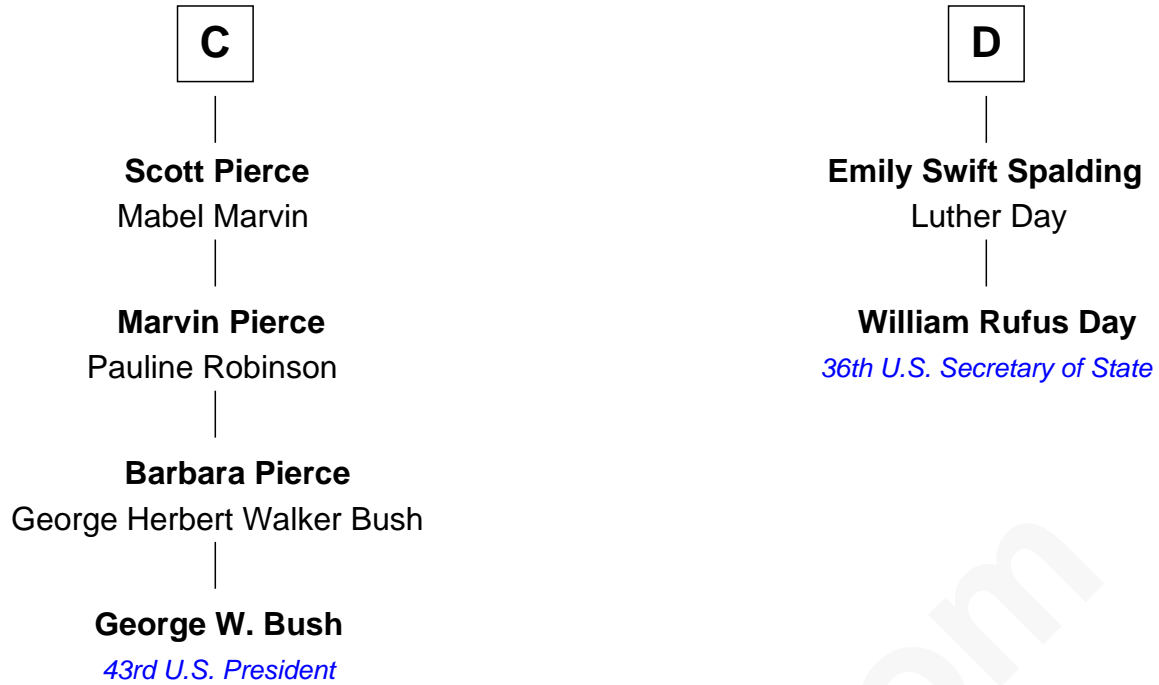 C
Scott Pierce
Mabel Marvin
Marvin Pierce
Pauline Robinson
Barbara Pierce
George Herbert Walker Bush
George W. Bush
43rd U.S. President
D
Emily Swift Spalding
Luther Day
William Rufus Day
36th U.S. Secretary of State
om